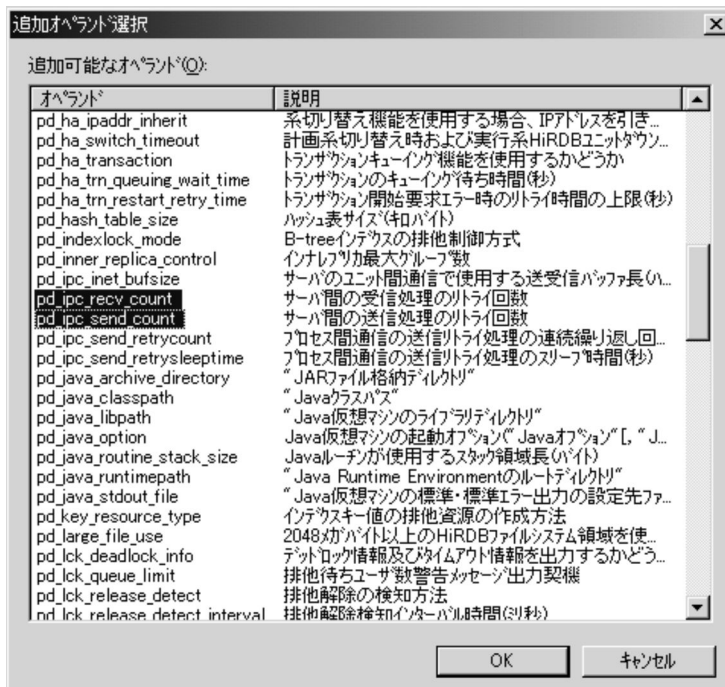 追加オペランド選択
追加可能なオペランド(O):
オペランド 説明
pd_ha_ipaddr_inherit 系切り替え機能を使用する場合、IPアドレスを引き...
pd_ha_switch_timeout 計画系切り替え時および実行系HiRDBユニットダウン...
pd_ha_transaction トランザクションキューイング機能を使用するかどうか
pd_ha_trn_queuing_wait_time トランザクションのキューイング待ち時間(秒)
pd_ha_trn_restart_retry_time トランザクション開始要求エラー時のリトライ時間の上限(秒)
pd_hash_table_size ハッシュ表サイズ(キロバイト)
pd_indexlock_mode B-treeインデクスの排他制御方式
pd_inner_replica_control インナレプリカ最大グループ数
pd_ipc_inet_bufsize サーバのユニット間通信で使用する送受信バッファ長(バ...
pd_ipc_recv_count サーバ間の受信処理のリトライ回数
pd_ipc_send_count サーバ間の送信処理のリトライ回数
pd_ipc_send_retrycount プロセス間通信の送信リトライ処理の連続繰り返し回...
pd_ipc_send_retrysleeptime プロセス間通信の送信リトライ処理のスリープ時間(秒)
pd_java_archive_directory "JARファイル格納ディレクトリ"
pd_java_classpath "Javaクラスパス"
pd_java_libpath "Java仮想マシンのライブラリディレクトリ"
pd_java_option Java仮想マシンの起動オプション("Javaオプション"[, "J...
pd_java_routine_stack_size Javaルーチンが使用するスタック領域長(バイト)
pd_java_runtimepath "Java Runtime Environmentのルートディレクトリ"
pd_java_stdout_file "Java仮想マシンの標準・標準エラー出力の設定先ファ...
pd_key_resource_type インデクスキー値の排他資源の作成方法
pd_large_file_use 2048メガバイト以上のHiRDBファイルシステム領域を使...
pd_lck_deadlock_info デッドロック情報及びタイムアウト情報を出力するかどう...
pd_lck_queue_limit 排他待ちユーザ数警告メッセージ出力契機
pd_lck_release_detect 排他解除の検知方法
pd_lck_release_detect_interval 排他解除検知インターバル時間(ミリ秒)
OK キャンセル